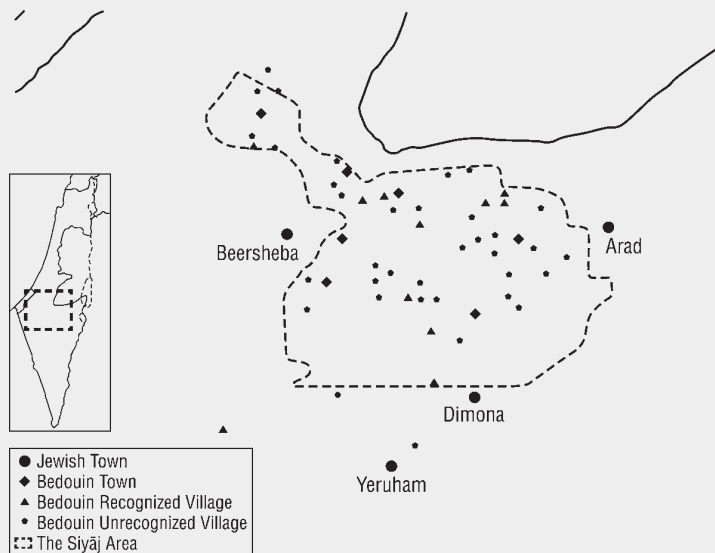 Beersheba
Arad
Dimona
Yeruham
Jewish Town
Bedouin Town
Bedouin Recognized Village
Bedouin Unrecognized Village
The Siyāj Area